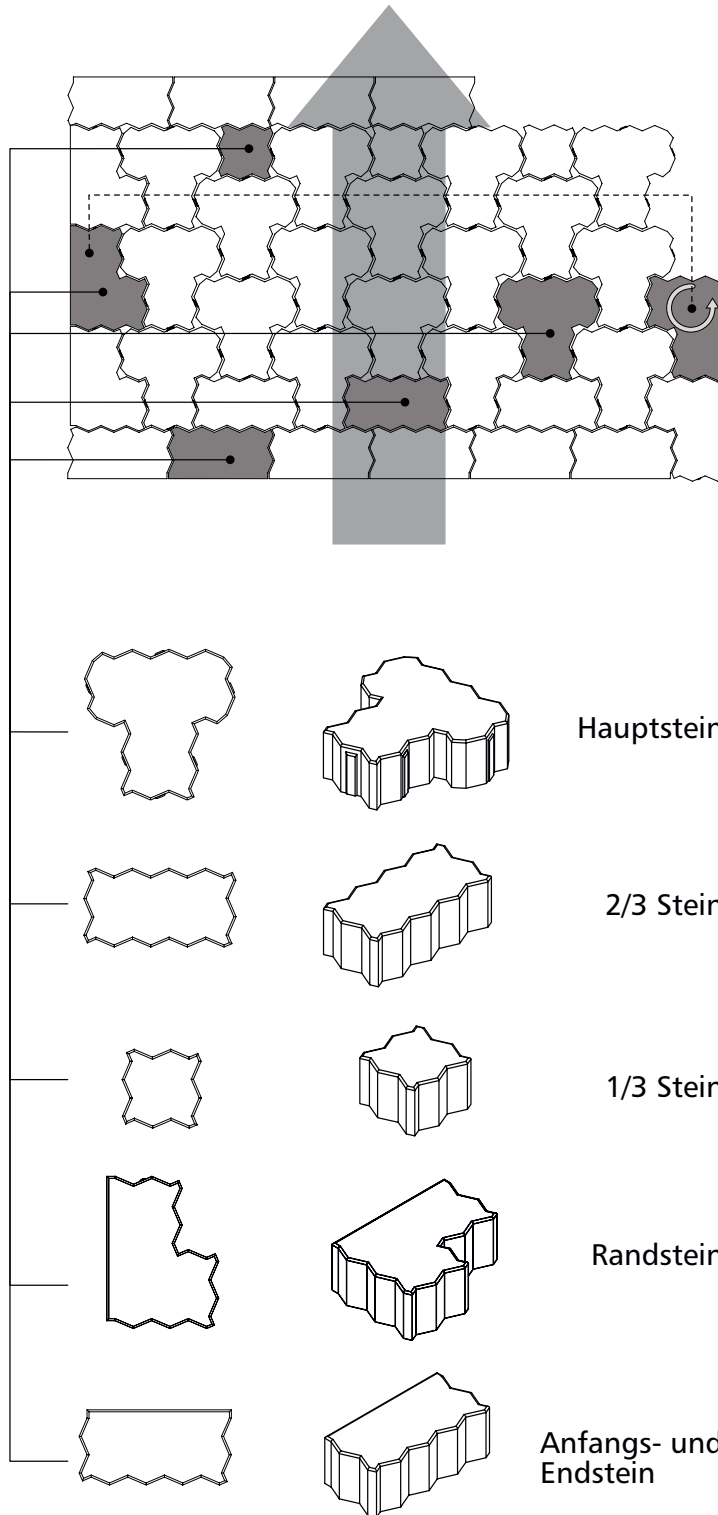 Hauptstein
2/3 Stein
1/3 Stein
Randstein
Anfangs- und
Endstein